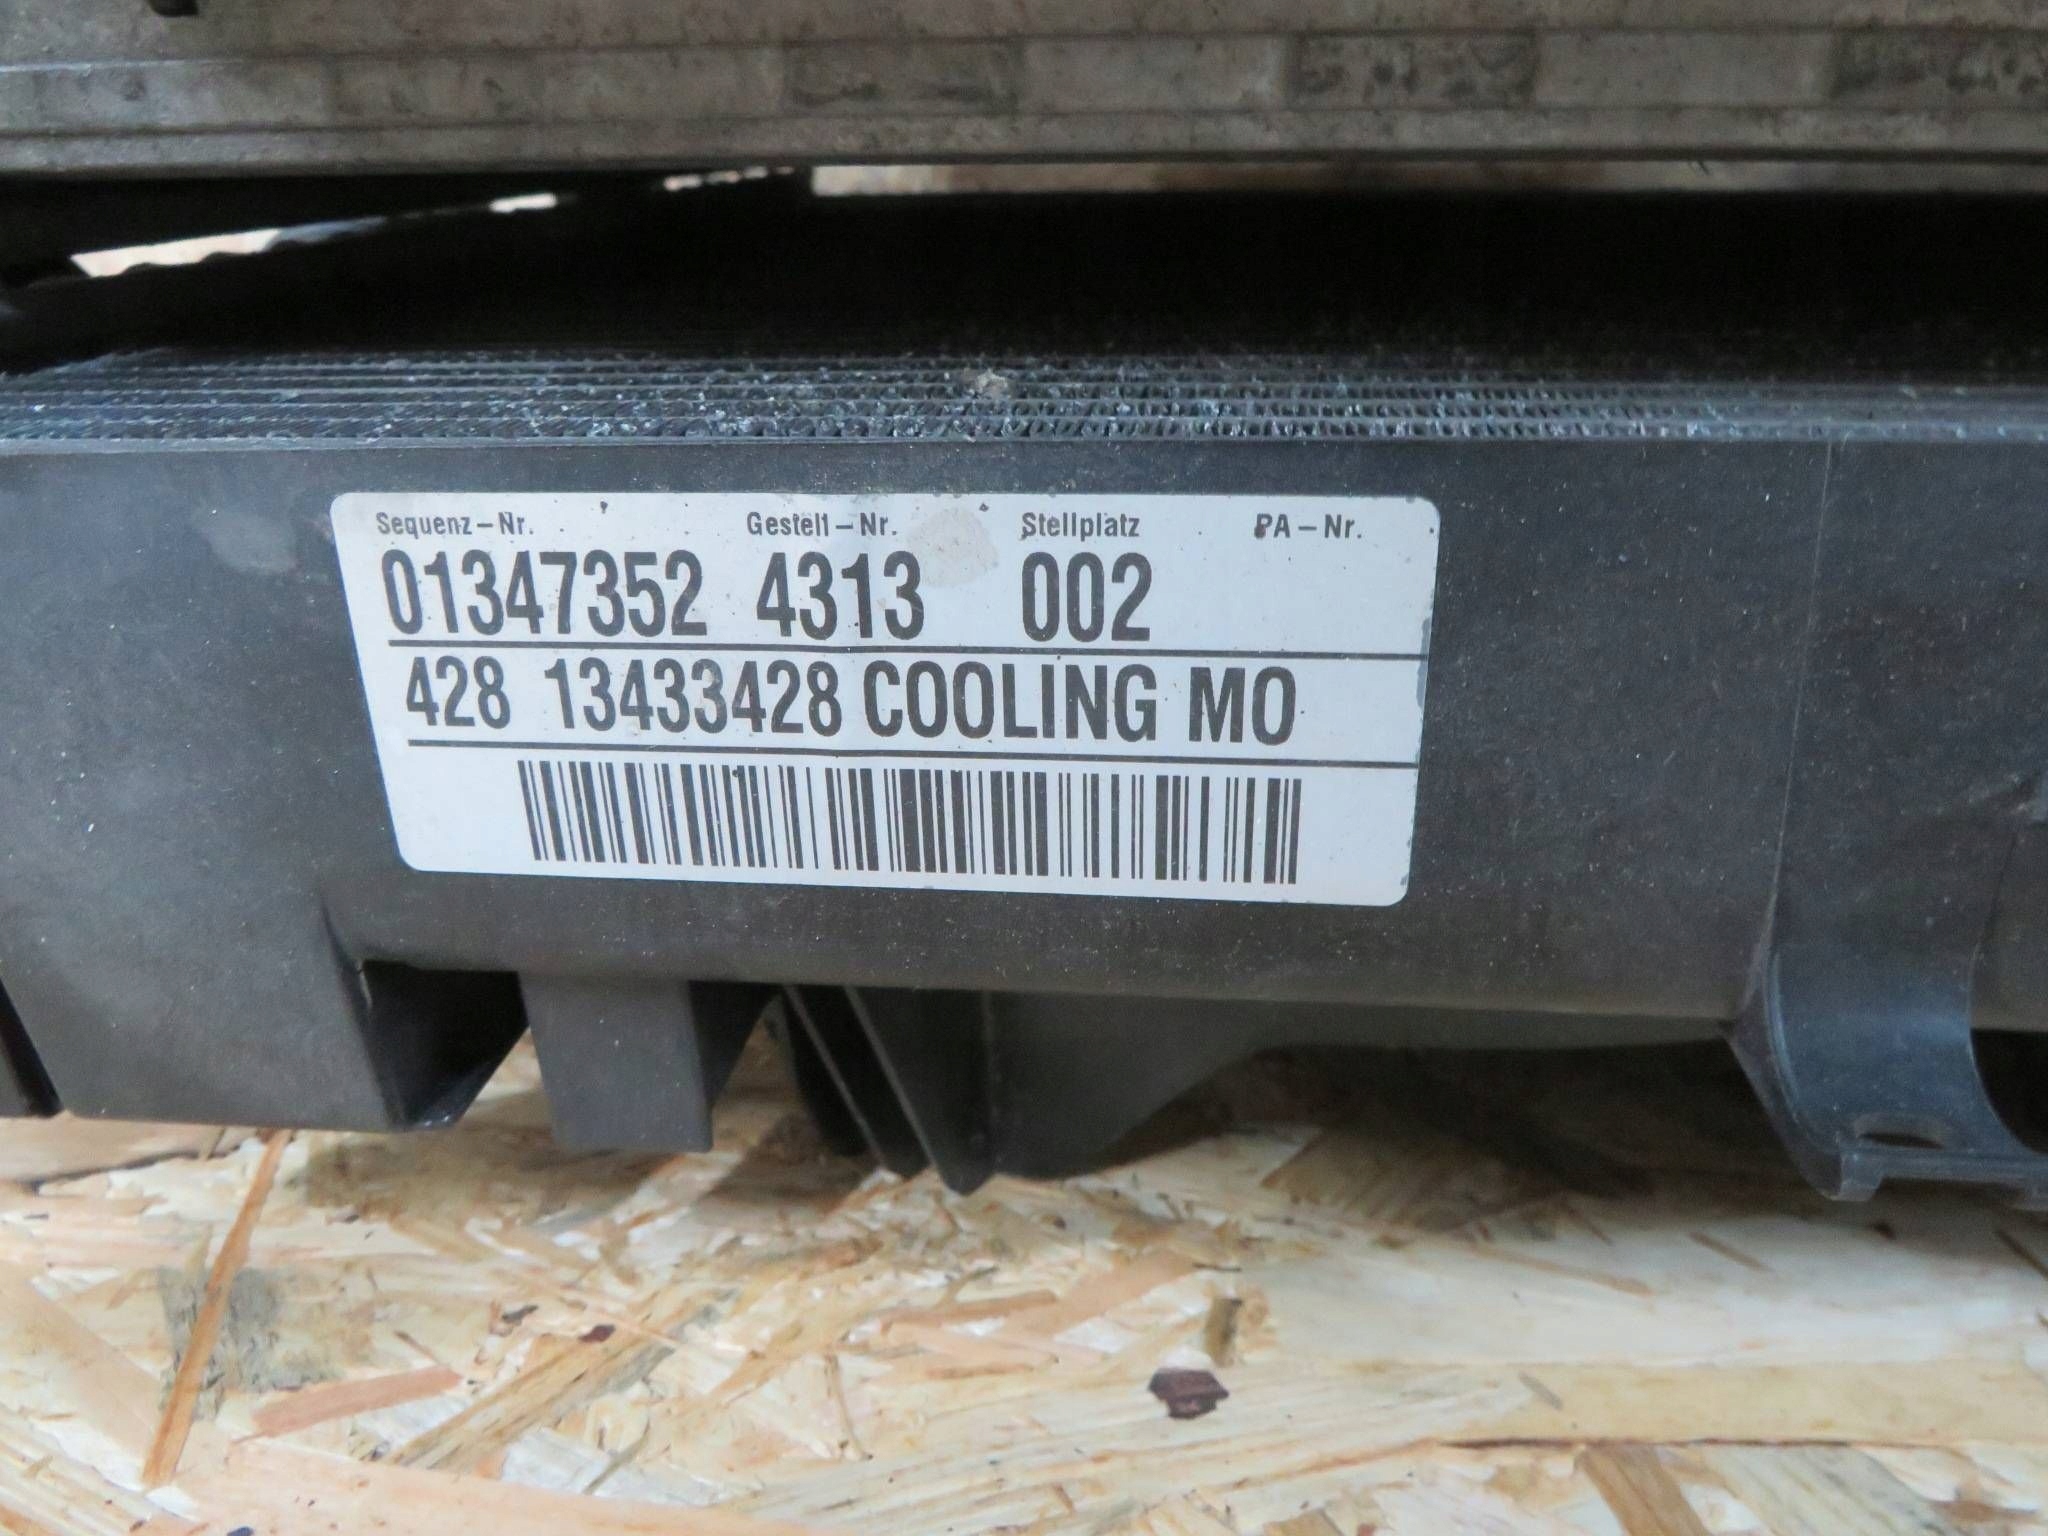 Sequenz-Nr. Gestell-Nr. Stellplatz PA-Nr.
01347352 4313 002
428 13433428 COOLING MO